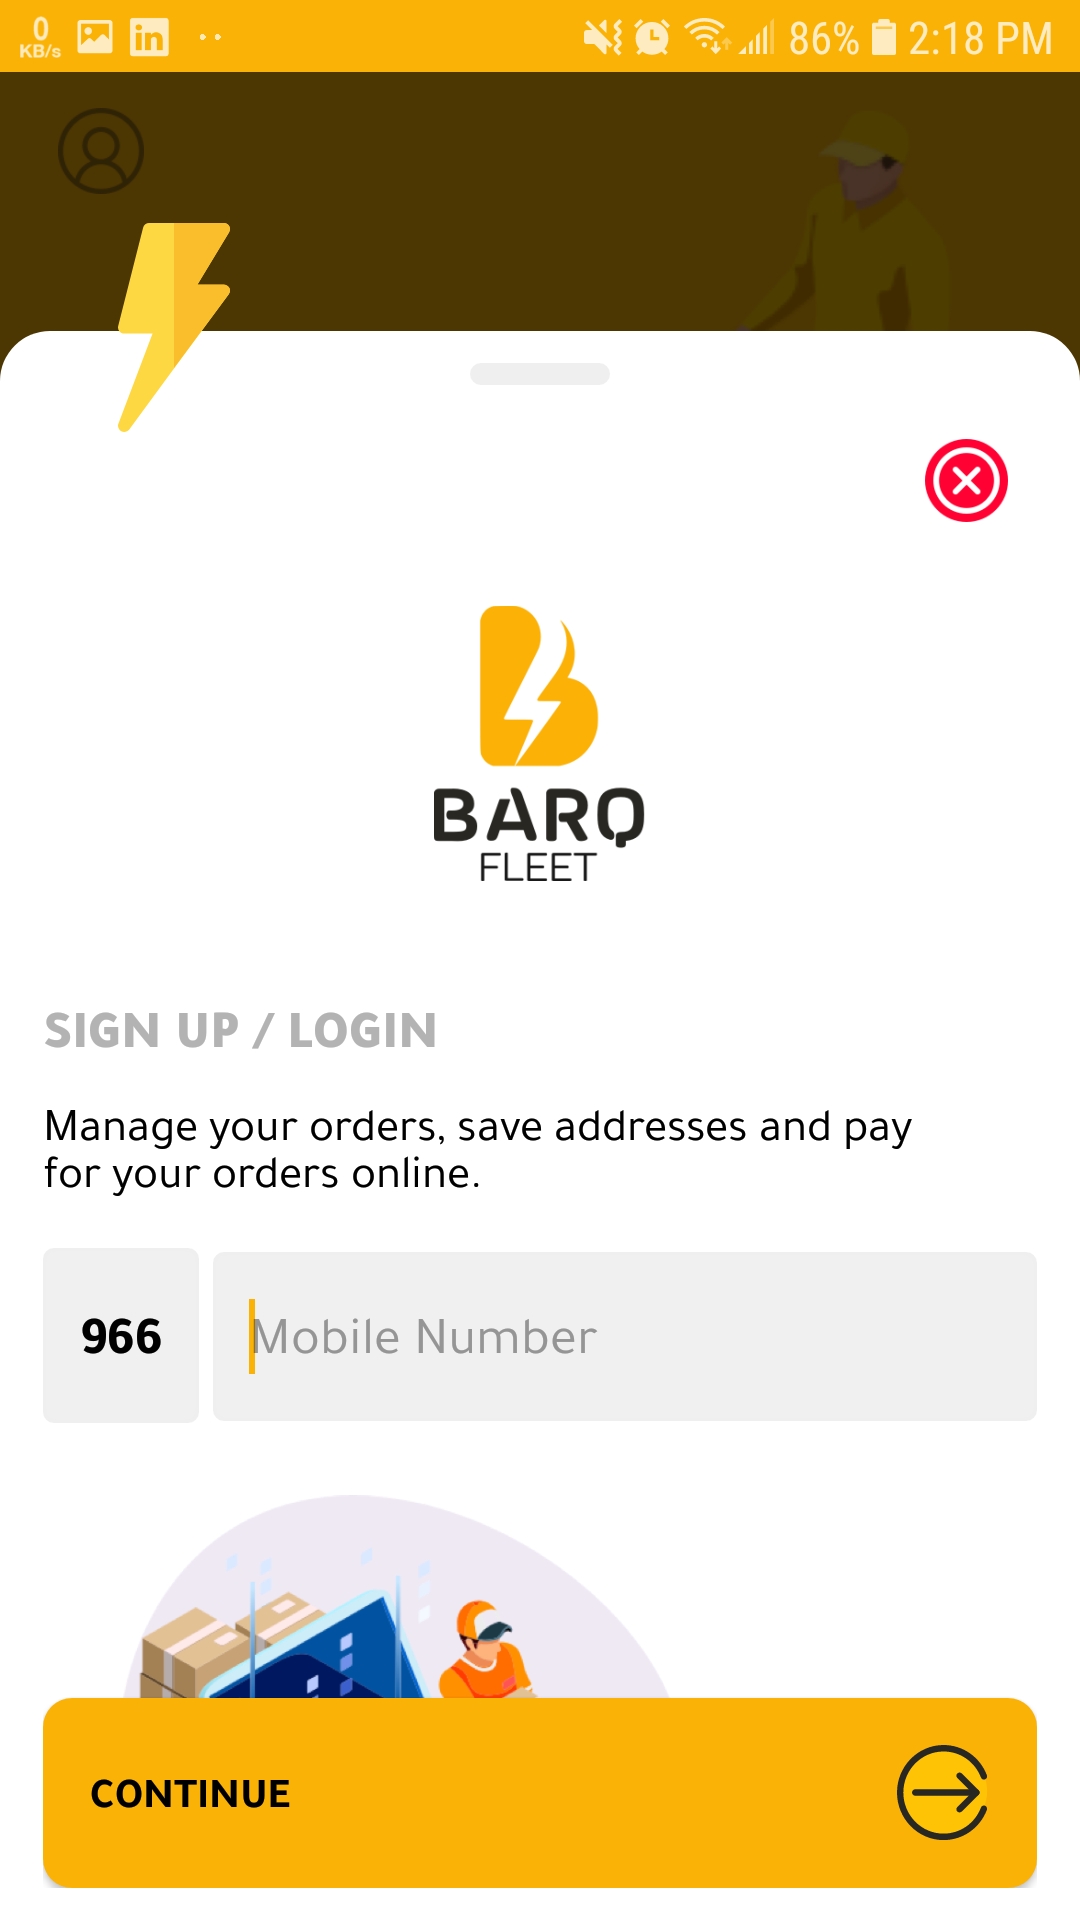 0
KB/s
in
86%
2:18 PM
BARQ
FLEET
SIGN UP / LOGIN
Manage your orders, save addresses and pay
for your orders online.
966
Mobile Number
CONTINUE